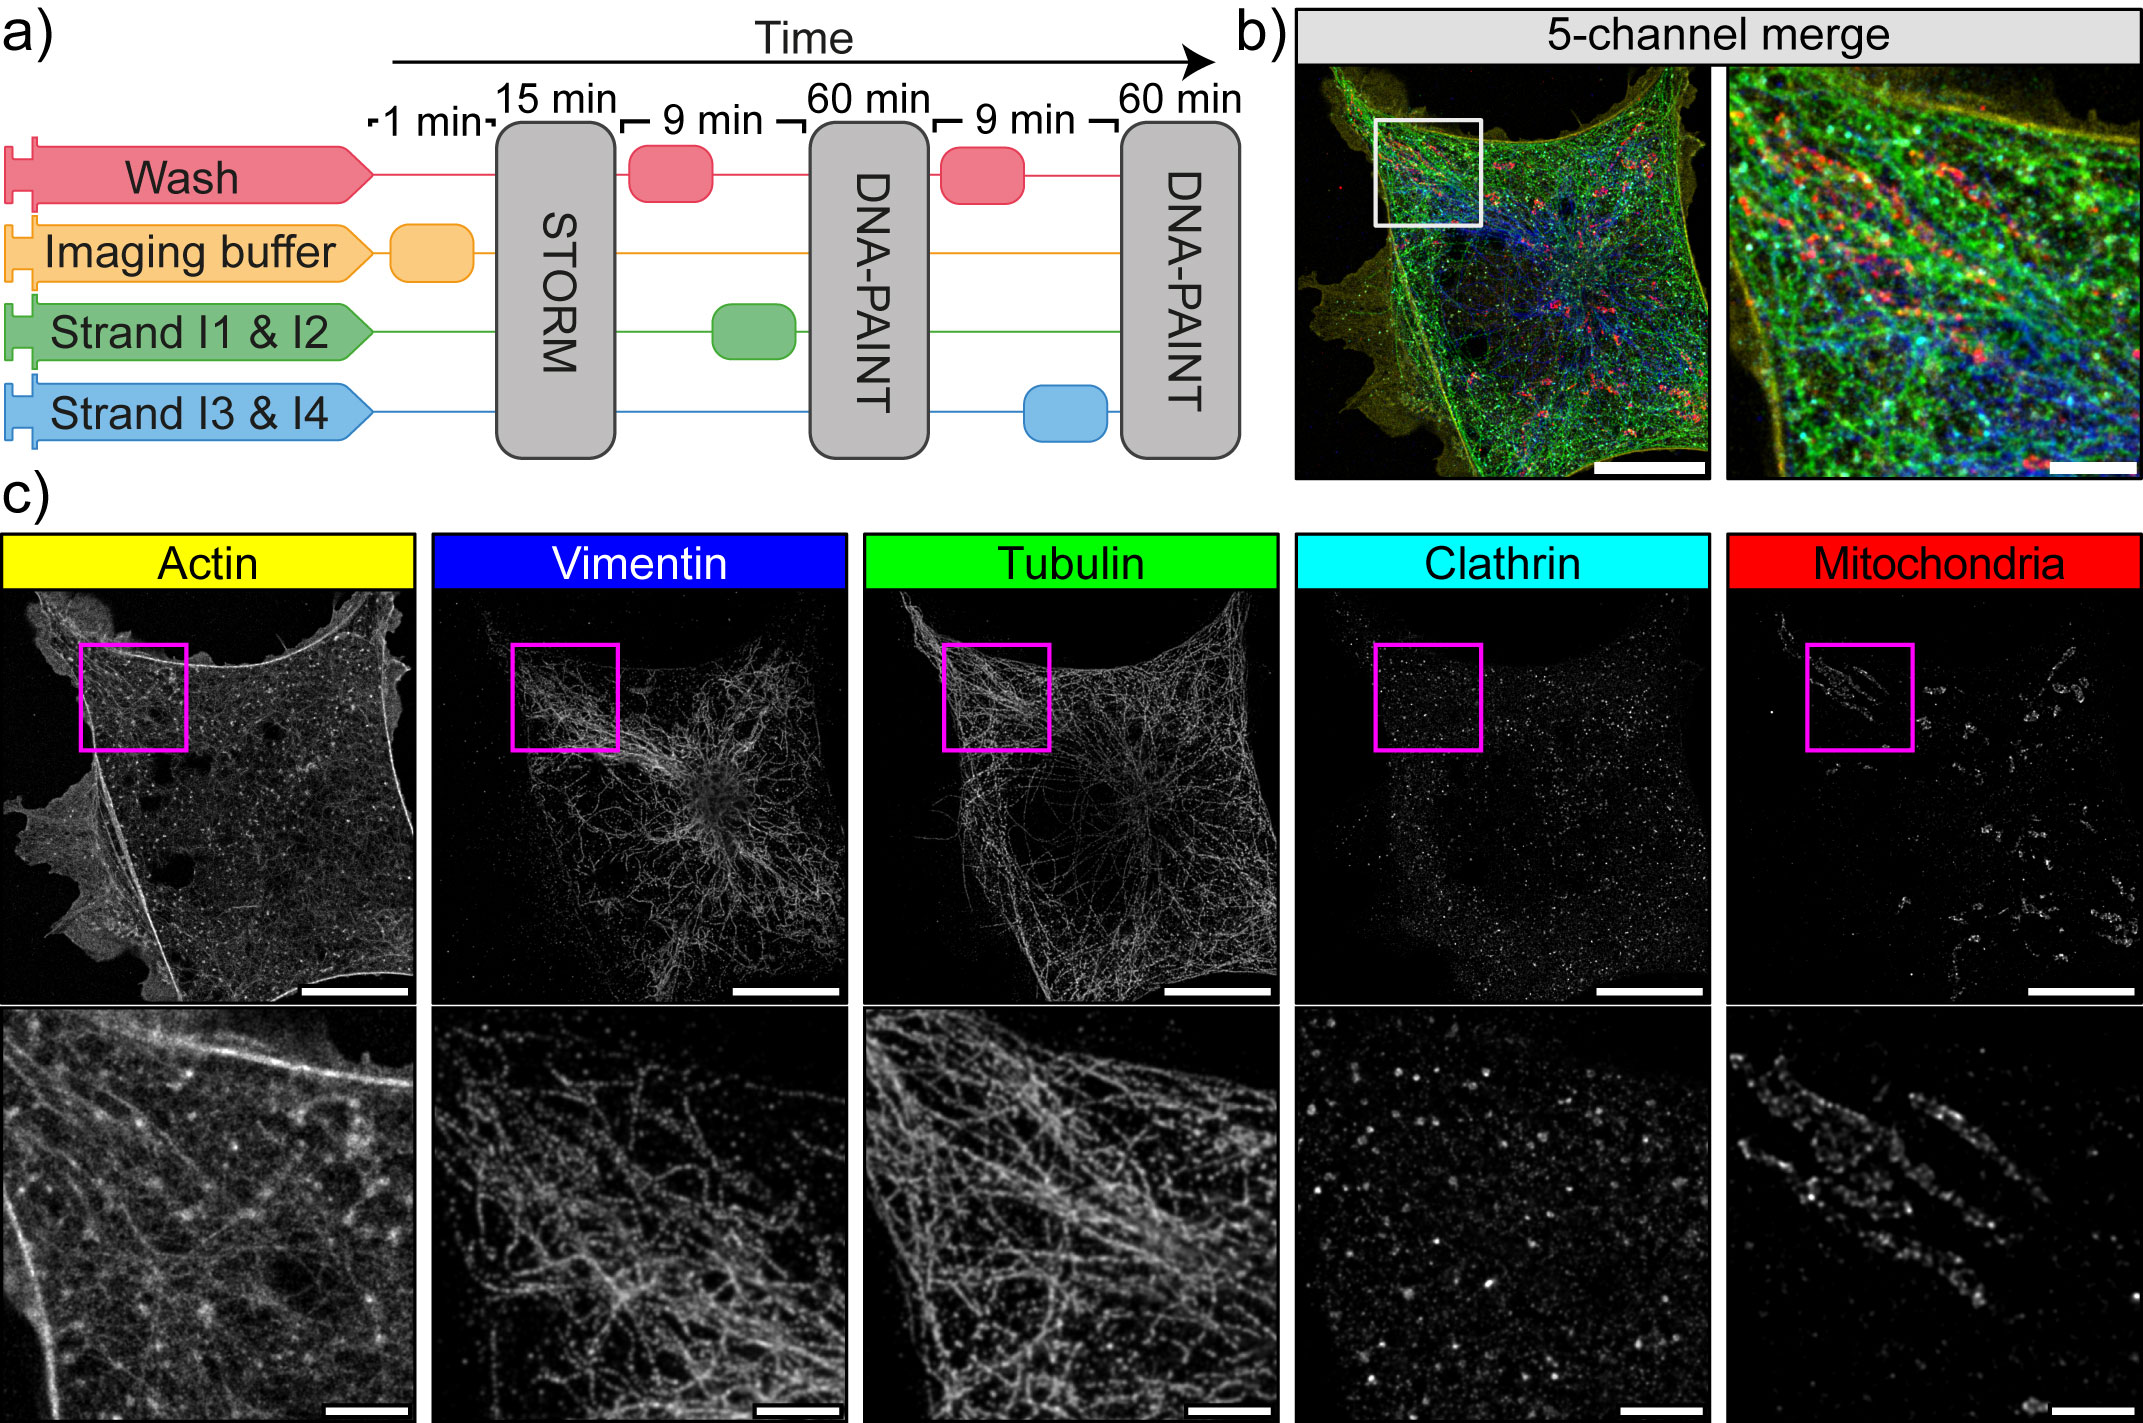 a)
Time
1 min
15 min
9 min
60 min
9 min
60 min
Wash
Imaging buffer
Strand I1 & I2
Strand I3 & I4
STORM
DNA-PAINT
DNA-PAINT
b)
5-channel merge
c)
Actin
Vimentin
Tubulin
Clathrin
Mitochondria